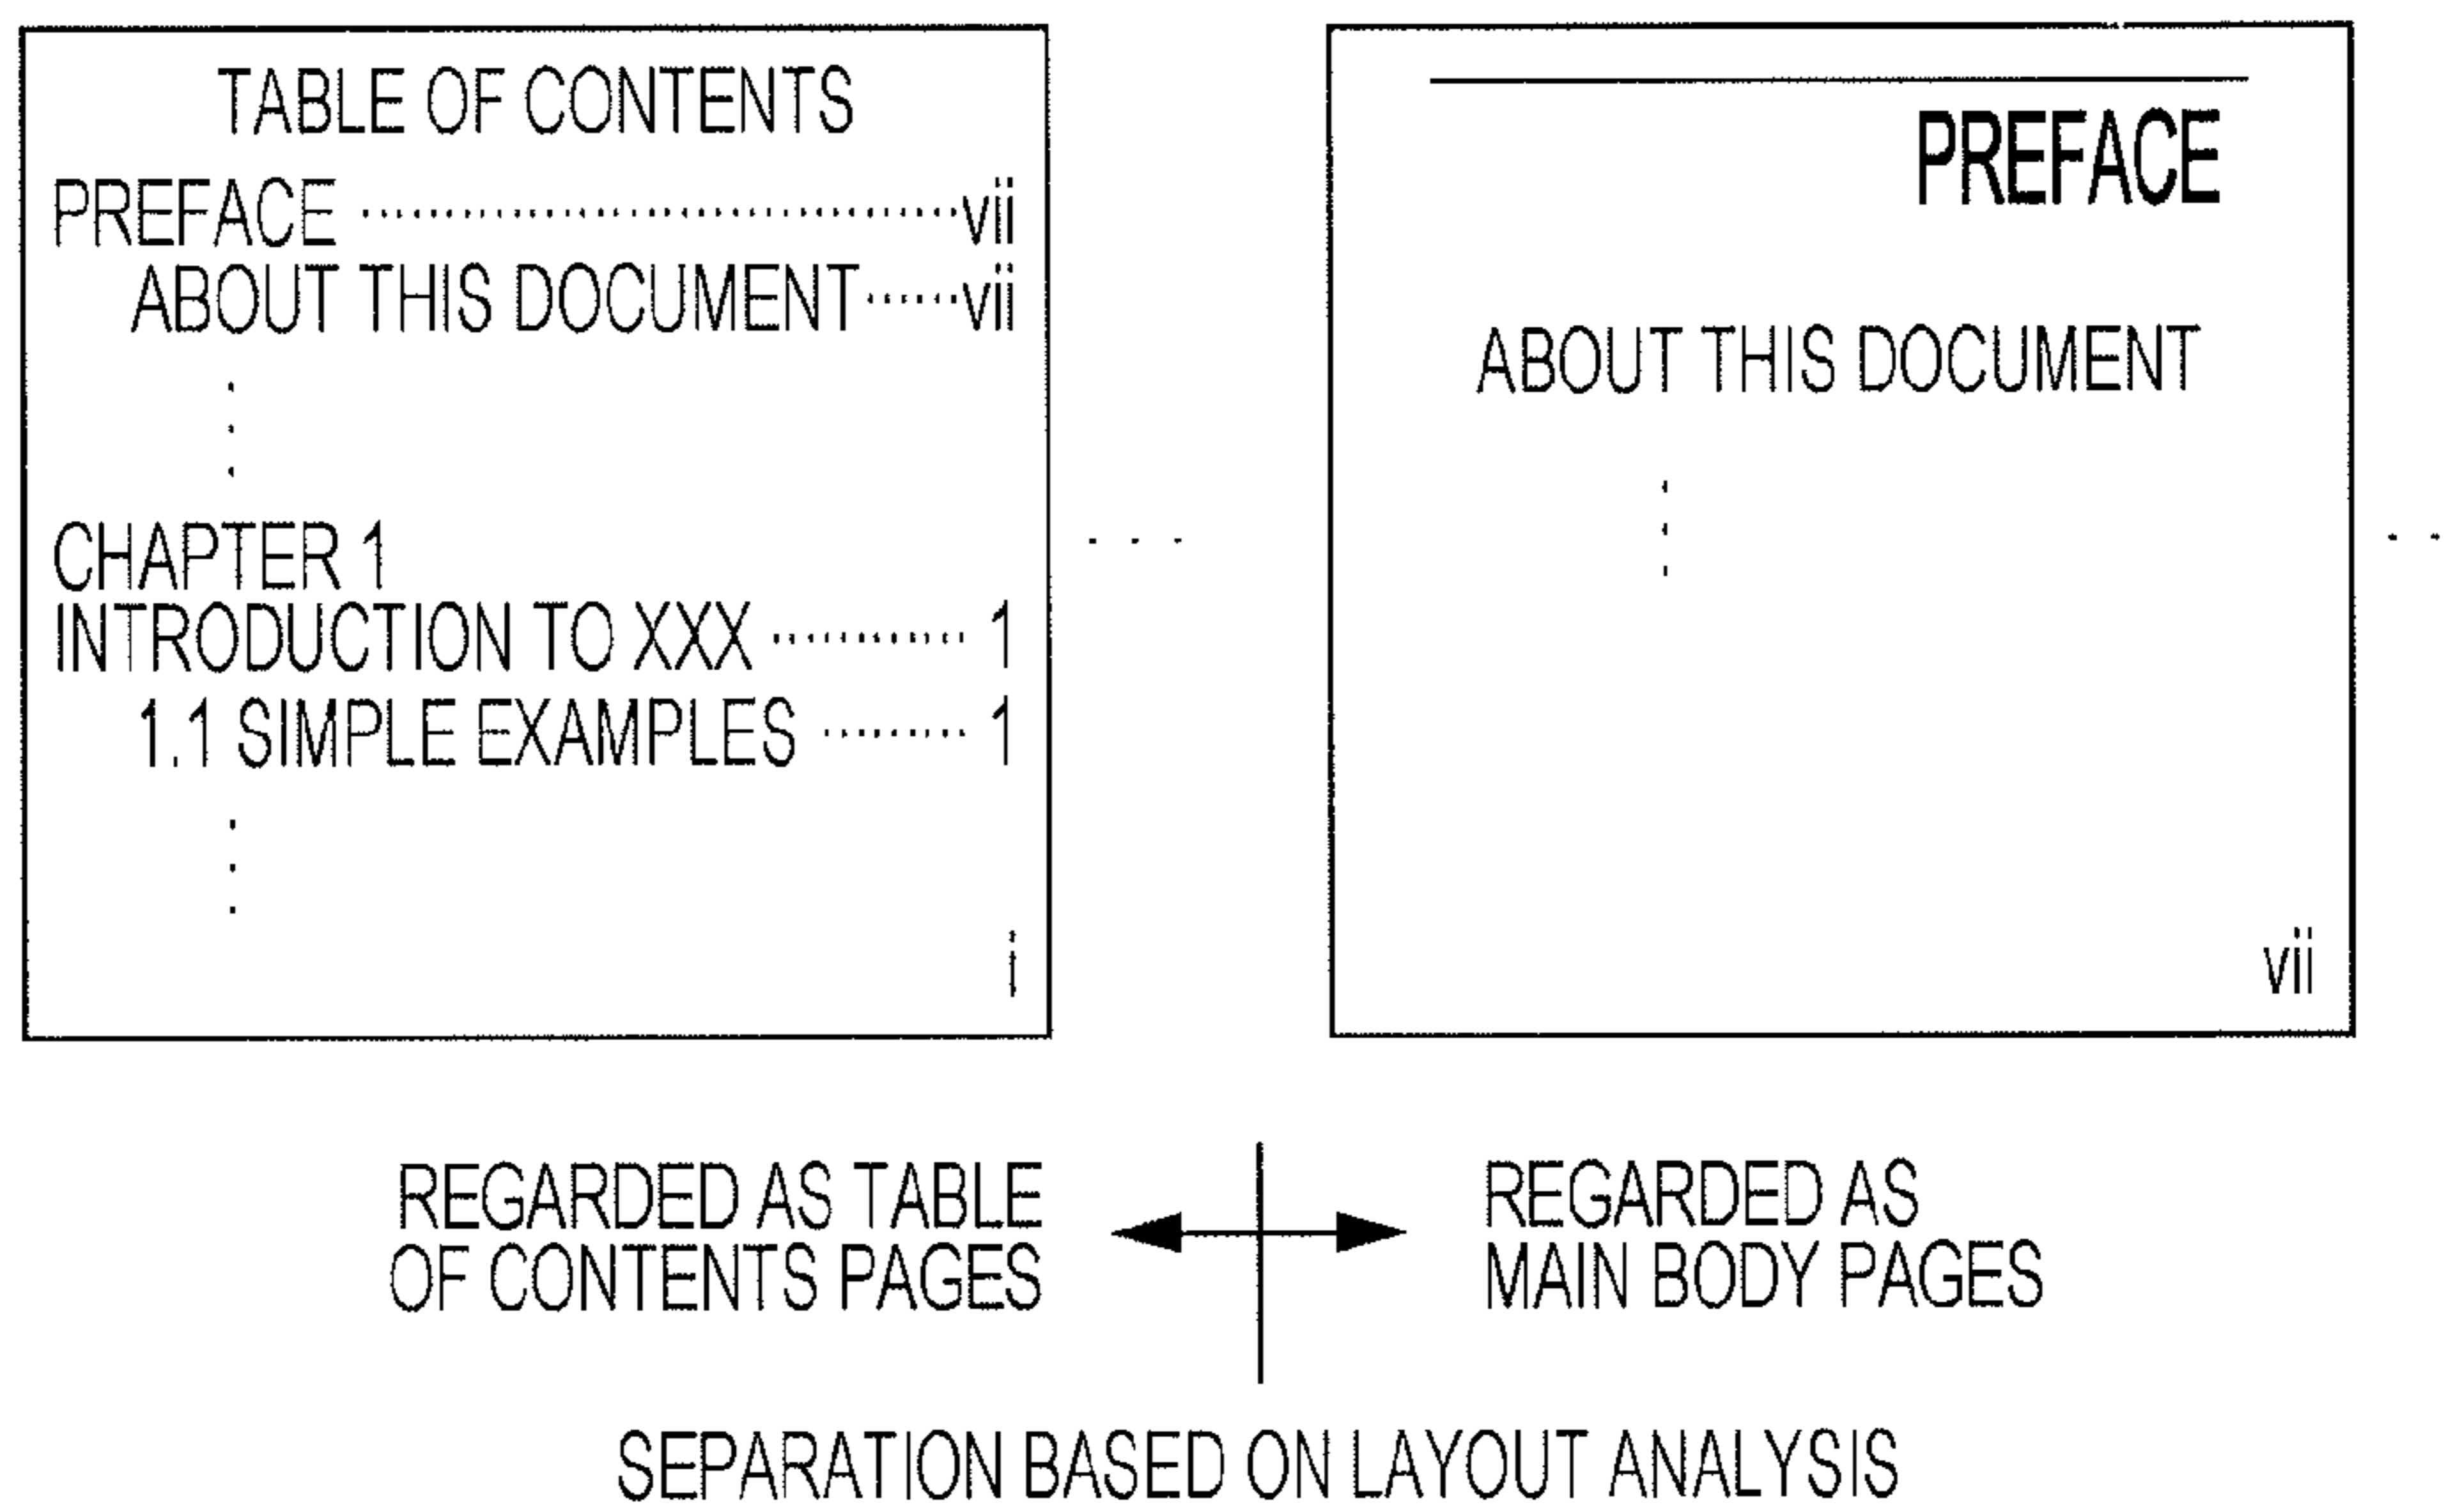 TABLE OF CONTENTS
PREFACE ································ vii
ABOUT THIS DOCUMENT ······ vii
CHAPTER 1
INTRODUCTION TO XXX ············ 1
1.1 SIMPLE EXAMPLES ········· 1
i
PREFACE
ABOUT THIS DOCUMENT
vii
REGARDED AS TABLE
OF CONTENTS PAGES
REGARDED AS
MAIN BODY PAGES
SEPARATION BASED ON LAYOUT ANALYSIS